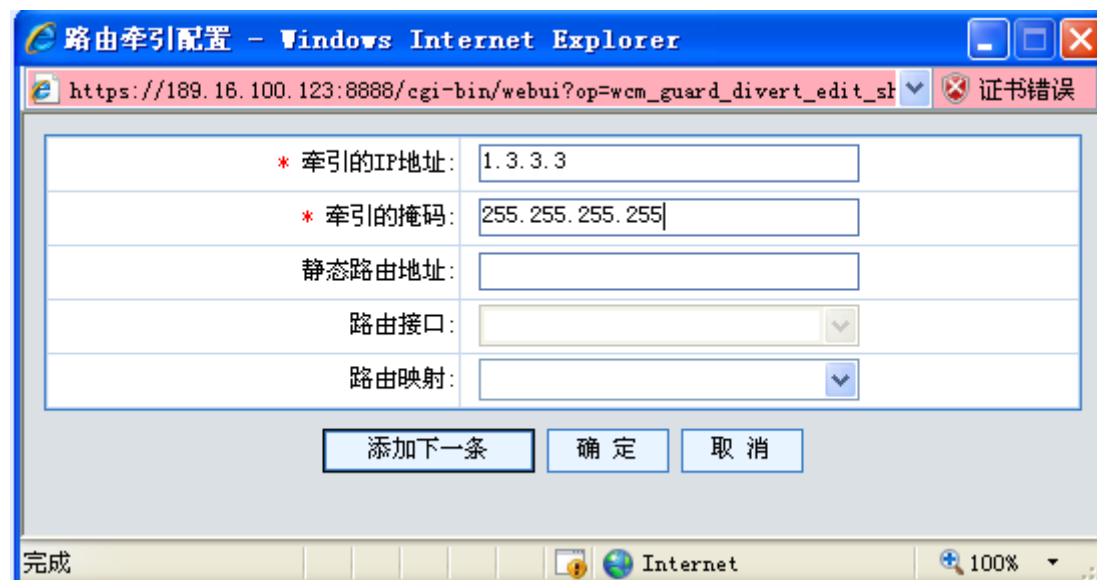 路由牵引配置 - Windows Internet Explorer
https://189.16.100.123:8888/cgi-bin/webui?op=wcm_guard_divert_edit_sh 证书错误
* 牵引的IP地址: 1.3.3.3
* 牵引的掩码: 255.255.255.255
静态路由地址:
路由接口:
路由映射:
添加下一条 确 定 取 消
完成 Internet 100%